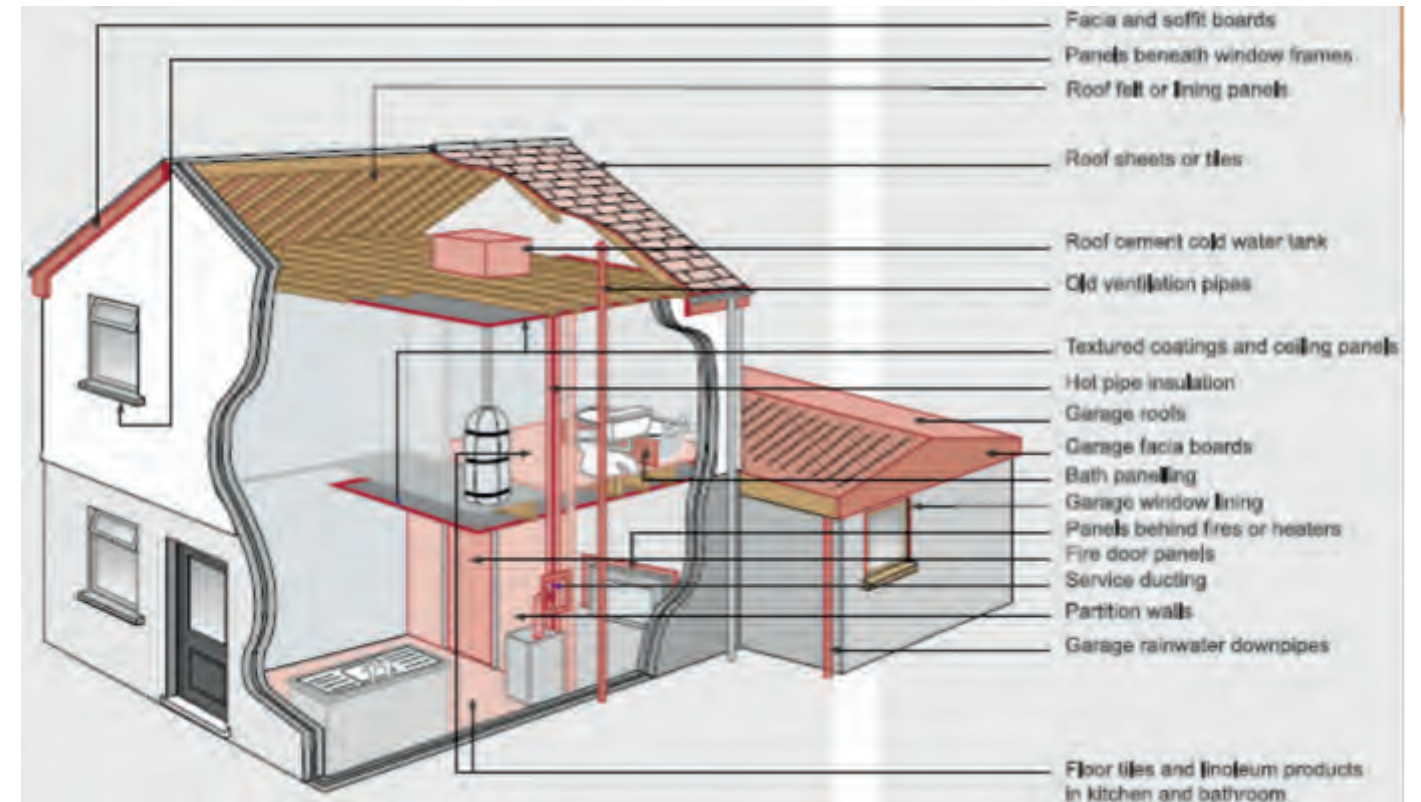 Facia and soffit boards
Panels beneath window frames
Roof felt or lining panels
Roof sheets or tiles
Roof cement cold water tank
Old ventilation pipes
Textured coatings and ceiling panels
Hot pipe insulation
Garage roofs
Garage facia boards
Bath panelling
Garage window lining
Panels behind fires or heaters
Fire door panels
Service ducting
Partition walls
Garage rainwater downpipes
Floor tiles and linoleum products
in kitchen and bathroom